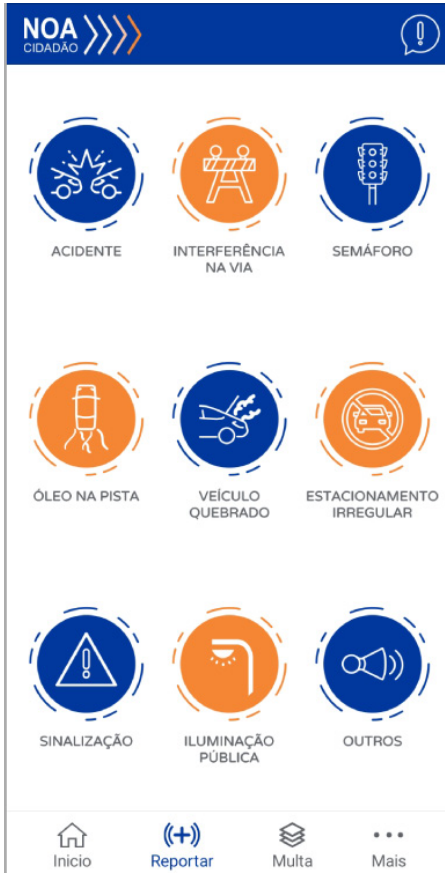 NOA
CIDADÃO
ACIDENTE
INTERFERÊNCIA
NA VIA
SEMÁFORO
ÓLEO NA PISTA
VEÍCULO
QUEBRADO
ESTACIONAMENTO
IRREGULAR
SINALIZAÇÃO
ILUMINAÇÃO
PÚBLICA
OUTROS
Inicio
Reportar
Multa
Mais